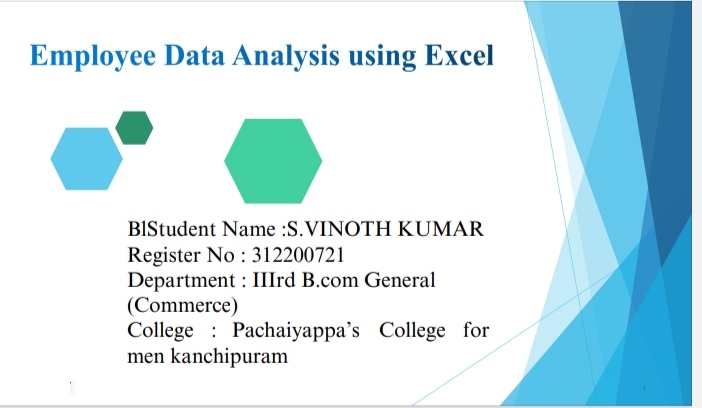 Employee Data Analysis using Excel
BlStudent Name :S.VINOTH KUMAR
Register No : 312200721
Department : IIIrd B.com General
(Commerce)
College : Pachaiyappa’s College for
men kanchipuram
1